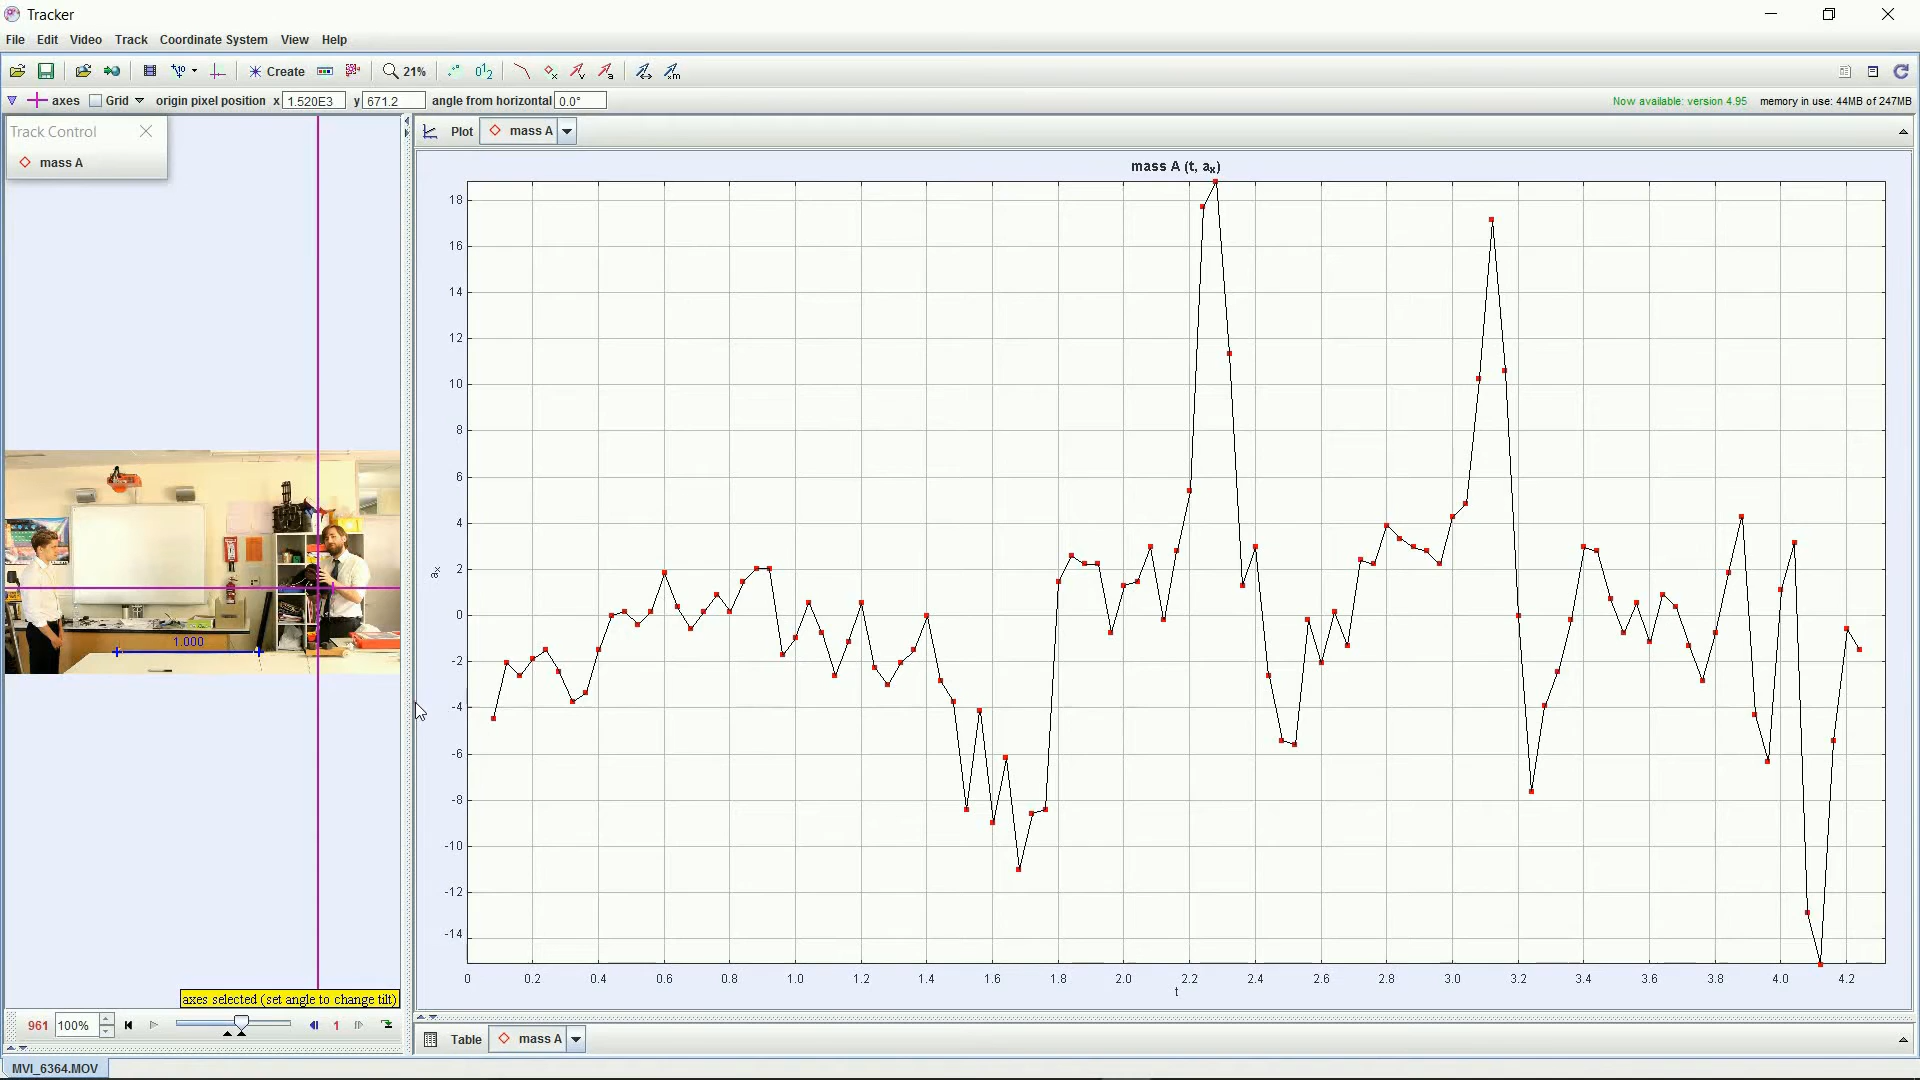 Tracker
File Edit Video Track Coordinate System View Help
Create 21%
axes Grid origin pixel position x 1.520E3 y 671.2 angle from horizontal 0.0° Now available: version 4.95 memory in use: 44MB of 247MB
Track Control
mass A
Plot mass A
mass A (t, ax)
18
16
14
12
10
8
6
4
2
0
-2
-4
-6
-8
-10
-12
-14
ax
0 0.2 0.4 0.6 0.8 1.0 1.2 1.4 1.6 1.8 2.0 2.2 2.4 2.6 2.8 3.0 3.2 3.4 3.6 3.8 4.0 4.2
t
1.000
axes selected (set angle to change tilt)
961 100% 1
Table mass A
MVI_6364.MOV